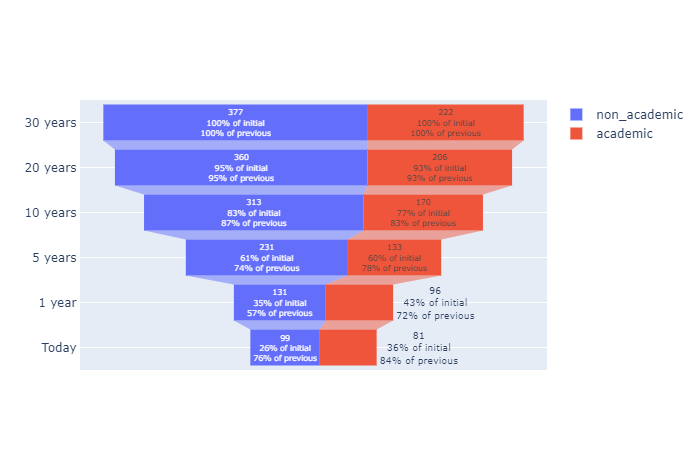 30 years
377
100% of initial
100% of previous
222
100% of initial
100% of previous
20 years
360
95% of initial
95% of previous
206
93% of initial
93% of previous
10 years
313
83% of initial
87% of previous
170
77% of initial
83% of previous
5 years
231
61% of initial
74% of previous
133
60% of initial
78% of previous
1 year
131
35% of initial
57% of previous
96
43% of initial
72% of previous
Today
99
26% of initial
76% of previous
81
36% of initial
84% of previous
non_academic
academic